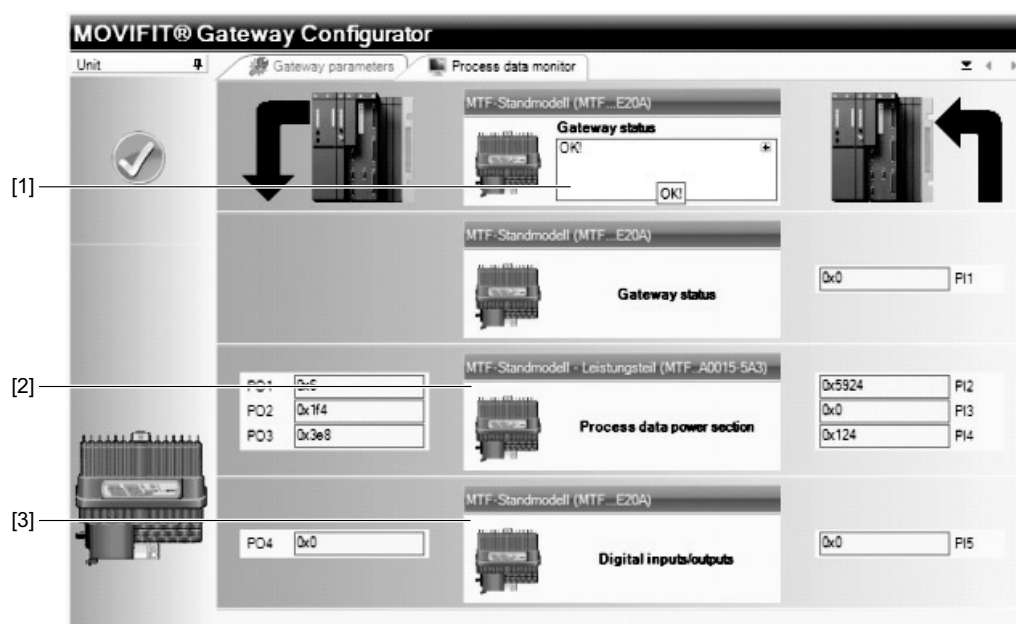 MOVIFIT® Gateway Configurator
Unit
Gateway parameters
Process data monitor
MTF-Standmodell (MTF...E20A)
Gateway status
OK!
[1]
OK!
MTF-Standmodell (MTF...E20A)
Gateway status
0x0 PI1
MTF-Standmodell - Leistungsteil (MTF..A0015-5A3)
[2]
PO1 0x6
0x5924 PI2
PO2 0x1f4
0x0 PI3
Process data power section
PO3 0x3e8
0x124 PI4
MTF-Standmodell (MTF...E20A)
[3]
PO4 0x0
0x0 PI5
Digital inputs/outputs